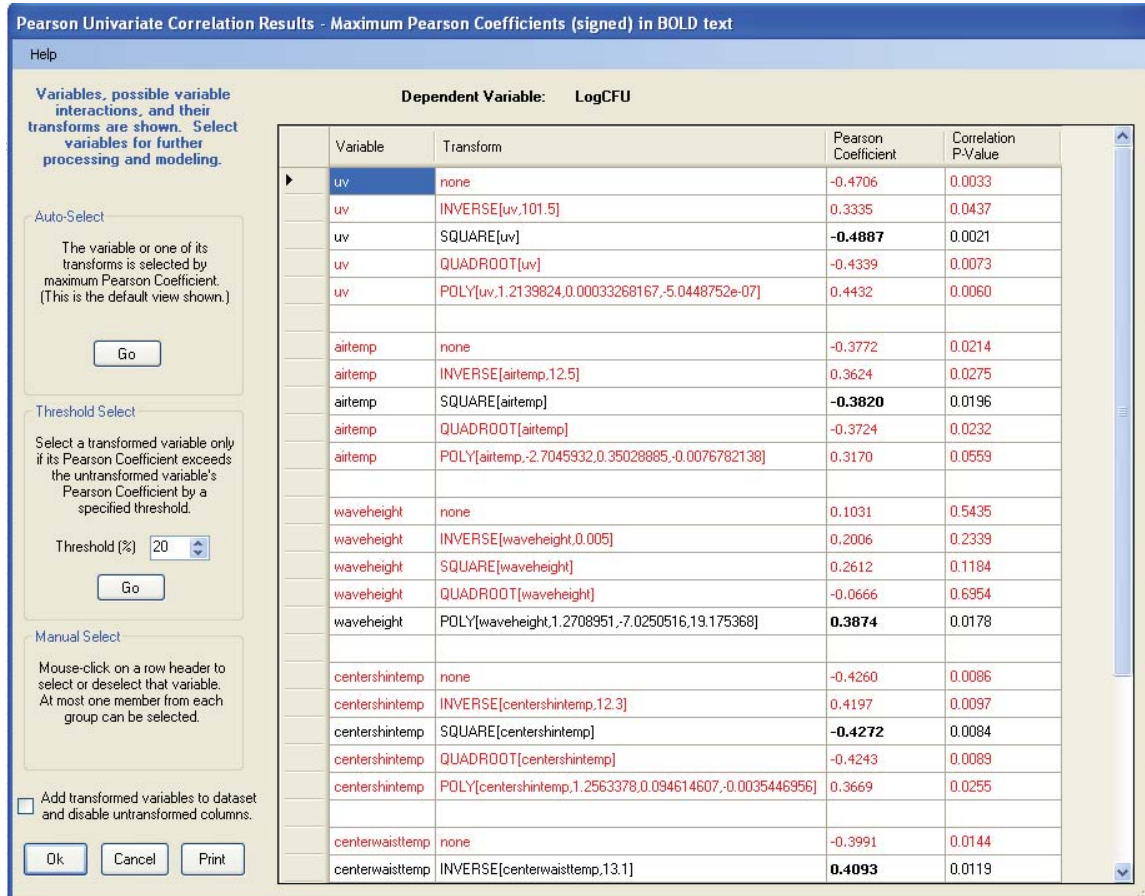 Pearson Univariate Correlation Results - Maximum Pearson Coefficients (signed) in BOLD text
Help
Variables, possible variable
interactions, and their
transforms are shown. Select
variables for further
processing and modeling.
Auto-Select
The variable or one of its
transforms is selected by
maximum Pearson Coefficient.
(This is the default view shown.)
Go
Threshold Select
Select a transformed variable only
if its Pearson Coefficient exceeds
the untransformed variable's
Pearson Coefficient by a
specified threshold.
Threshold (%) 20
Go
Manual Select
Mouse-click on a row header to
select or deselect that variable.
At most one member from each
group can be selected.
Add transformed variables to dataset
and disable untransformed columns.
Ok Cancel Print
Dependent Variable: LogCFU
Variable Transform Pearson Coefficient Correlation P-Value
uv none -0.4706 0.0033
uv INVERSE[uv,101.5] 0.3335 0.0437
uv SQUARE[uv] -0.4887 0.0021
uv QUADROOT[uv] -0.4339 0.0073
uv POLY[uv,1.2139824,0.00033268167,-5.0448752e-07] 0.4432 0.0060
airtemp none -0.3772 0.0214
airtemp INVERSE[airtemp,12.5] 0.3624 0.0275
airtemp SQUARE[airtemp] -0.3820 0.0196
airtemp QUADROOT[airtemp] -0.3724 0.0232
airtemp POLY[airtemp,-2.7045932,0.35028885,-0.0076782138] 0.3170 0.0559
waveheight none 0.1031 0.5435
waveheight INVERSE[waveheight,0.005] 0.2006 0.2339
waveheight SQUARE[waveheight] 0.2612 0.1184
waveheight QUADROOT[waveheight] -0.0666 0.6954
waveheight POLY[waveheight,1.2708951,-7.0250516,19.175368] 0.3874 0.0178
centershintemp none -0.4260 0.0086
centershintemp INVERSE[centershintemp,12.3] 0.4197 0.0097
centershintemp SQUARE[centershintemp] -0.4272 0.0084
centershintemp QUADROOT[centershintemp] -0.4243 0.0089
centershintemp POLY[centershintemp,1.2563378,0.094614607,-0.0035446956] 0.3669 0.0255
centerwaisttemp none -0.3991 0.0144
centerwaisttemp INVERSE[centerwaisttemp,13.1] 0.4093 0.0119